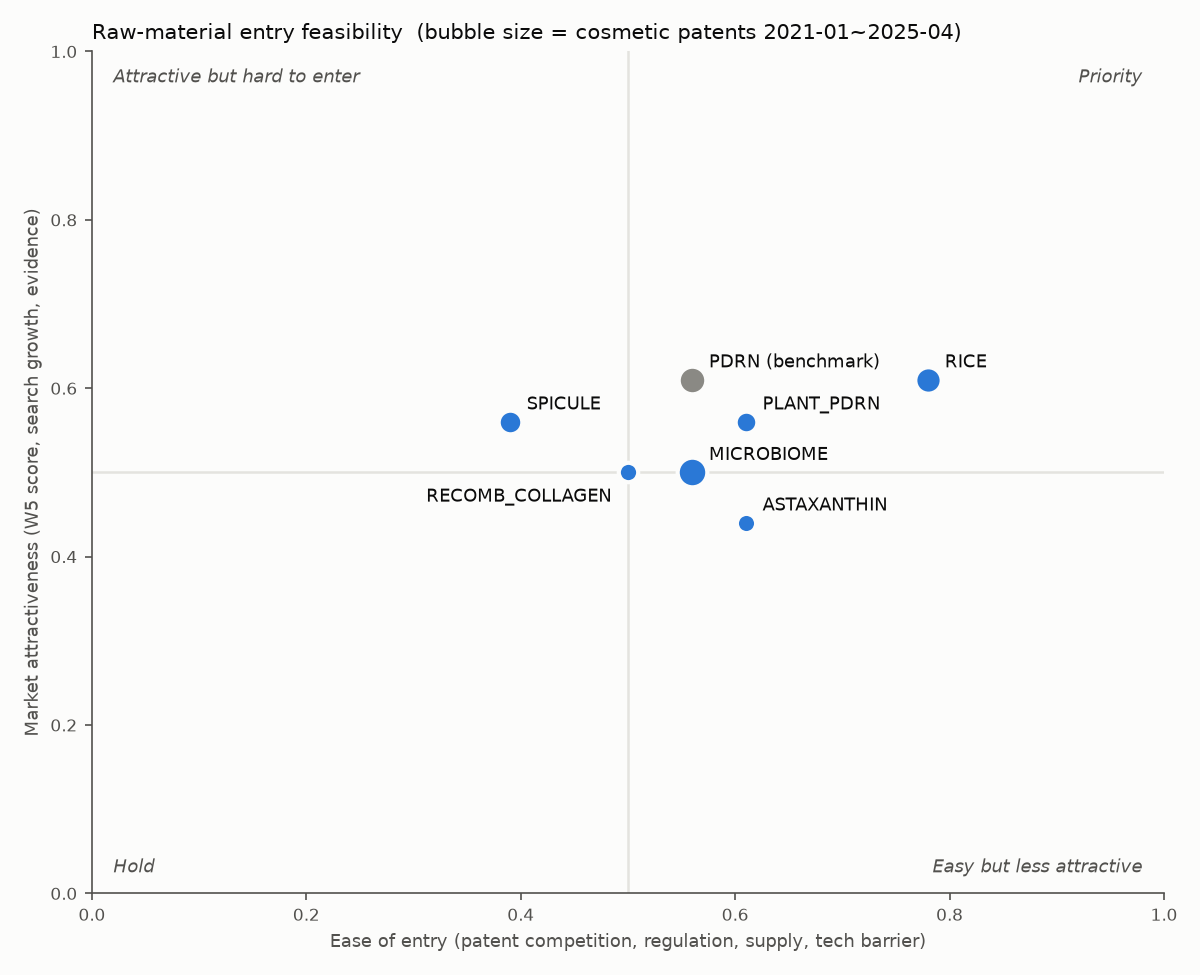 Raw-material entry feasibility  (bubble size = cosmetic patents 2021-01~2025-04)
1.0
Attractive but hard to enter
Priority
0.8
Market attractiveness (W5 score, search growth, evidence)
PDRN (benchmark)
RICE
0.6
SPICULE
PLANT_PDRN
MICROBIOME
RECOMB_COLLAGEN
ASTAXANTHIN
0.4
0.2
Hold
Easy but less attractive
0.0
0.0 0.2 0.4 0.6 0.8 1.0
Ease of entry (patent competition, regulation, supply, tech barrier)